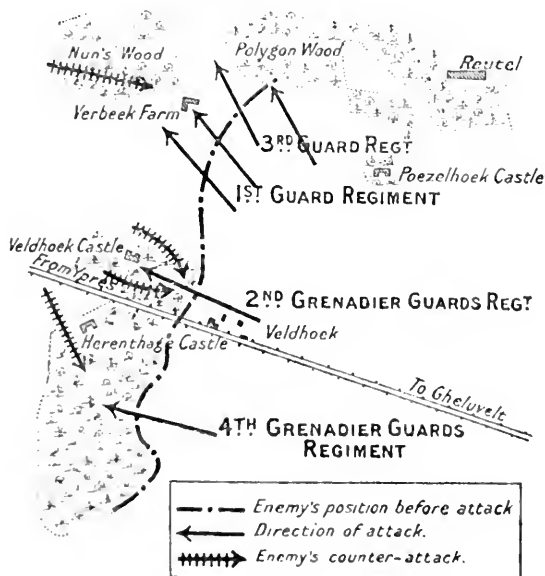 Nun's Wood
Polygon Wood
Reutel
Verbeek Farm
3RD GUARD REGT
Poezelhoek Castle
1ST GUARD REGIMENT
Veldhoek Castle
From Ypres
2ND GRENADIER GUARDS REGT.
Veldhoek
Herenthage Castle
To Gheluvelt
4TH GRENADIER GUARDS
REGIMENT
Enemy's position before attack
Direction of attack.
Enemy's counter-attack.